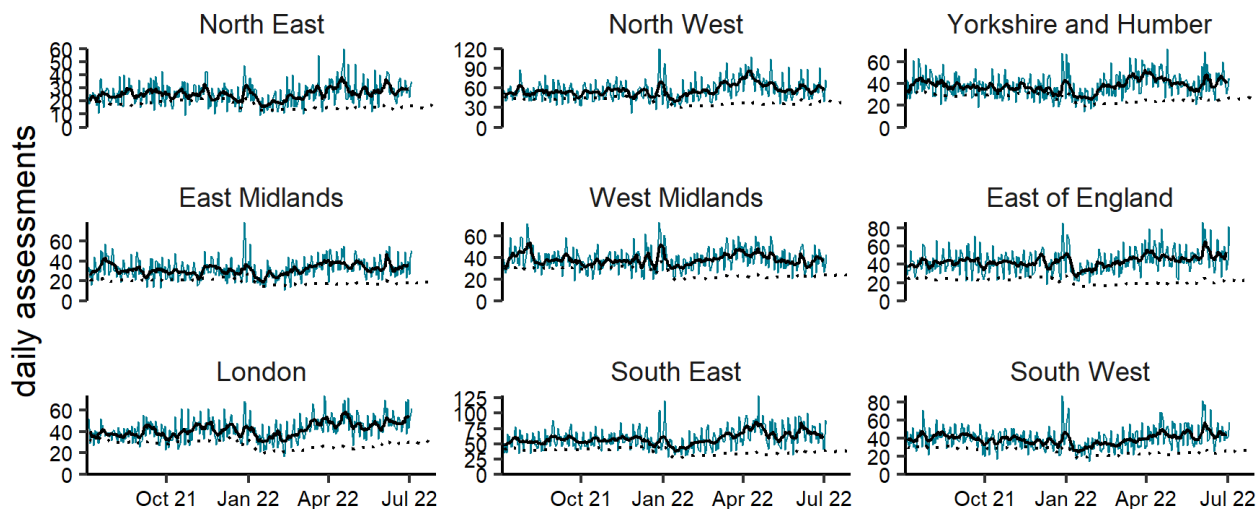 North East North West Yorkshire and Humber
60 120
50 90 60
40 60 40
30 30 20
20 0 0
10
0
daily assessments
East Midlands West Midlands East of England
60 60 80
40 40 60
20 20 40
0 0 20
0
London South East South West
60 125 80
40 100 60
20 75 40
0 50 20
25 0
0
Oct 21 Jan 22 Apr 22 Jul 22 Oct 21 Jan 22 Apr 22 Jul 22 Oct 21 Jan 22 Apr 22 Jul 22